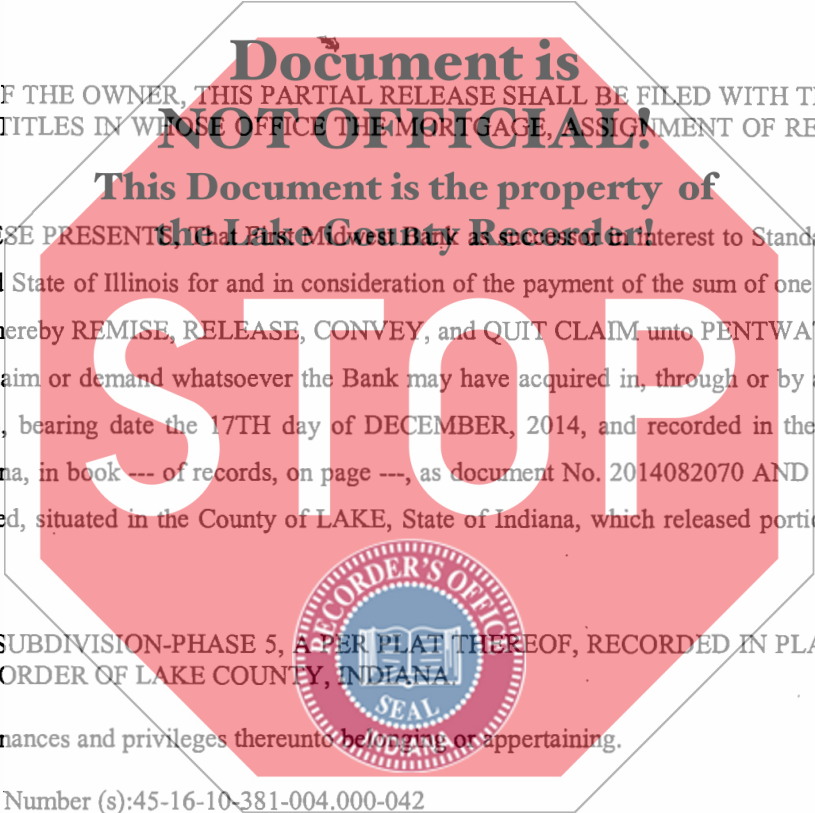 Document is
F THE OWNER, THIS PARTIAL RELEASE SHALL BE FILED WITH
NOT OFFICIAL!
TITLES IN WHOSE OFFICE THE MORTGAGE, ASSIGNMENT OF RE
This Document is the property of
the Lake County Recorder!
ESE PRESENTS, That First Midwest Bank as successor in interest to Standa
State of Illinois for and in consideration of the payment of the sum of one
hereby REMISE, RELEASE, CONVEY, and QUIT CLAIM unto PENTWAT
aim or demand whatsoever the Bank may have acquired in, through or by a
STOP
, bearing date the 17TH day of DECEMBER, 2014, and recorded in the
na, in book --- of records, on page ---, as document No. 2014082070 AND
ed, situated in the County of LAKE, State of Indiana, which released portio
RECORDER'S OFFICE
SUBDIVISION-PHASE 5, A PER PLAT THEREOF, RECORDED IN PLA
ORDER OF LAKE COUNTY, INDIANA.
SEAL
INDIANA
nances and privileges thereunto belonging or appertaining.
Number (s):45-16-10-381-004.000-042